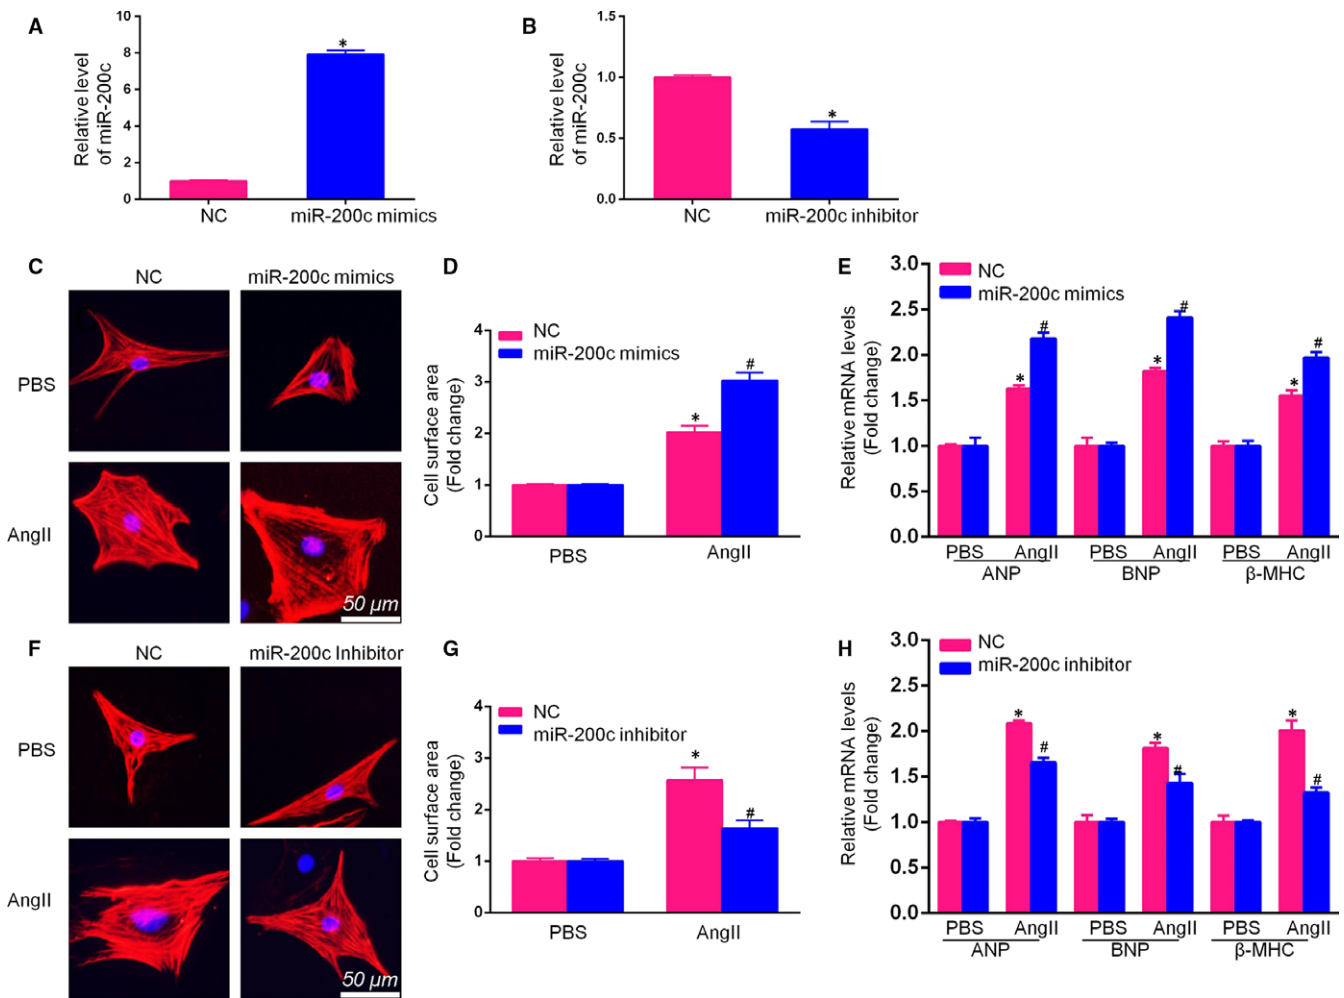 A
Relative level
of miR-200c
10
8
6
4
2
0
*
NC
miR-200c mimics
B
Relative level
of miR-200c
1.5
1.0
0.5
0.0
*
NC
miR-200c inhibitor
C
NC
miR-200c mimics
PBS
AngII
50 µm
D
Cell surface area
(Fold change)
4
3
2
1
0
NC
miR-200c mimics
*
#
PBS
AngII
E
Relative mRNA levels
(Fold change)
3.0
2.5
2.0
1.5
1.0
0.5
0.0
NC
miR-200c mimics
*
#
*
#
*
#
PBS AngII PBS AngII PBS AngII
ANP BNP β-MHC
F
NC
miR-200c Inhibitor
PBS
AngII
50 µm
G
Cell surface area
(Fold change)
4
3
2
1
0
NC
miR-200c inhibitor
*
#
PBS
AngII
H
Relative mRNA levels
(Fold change)
3.0
2.5
2.0
1.5
1.0
0.5
0.0
NC
miR-200c inhibitor
*
#
*
#
*
#
PBS AngII PBS AngII PBS AngII
ANP BNP β-MHC